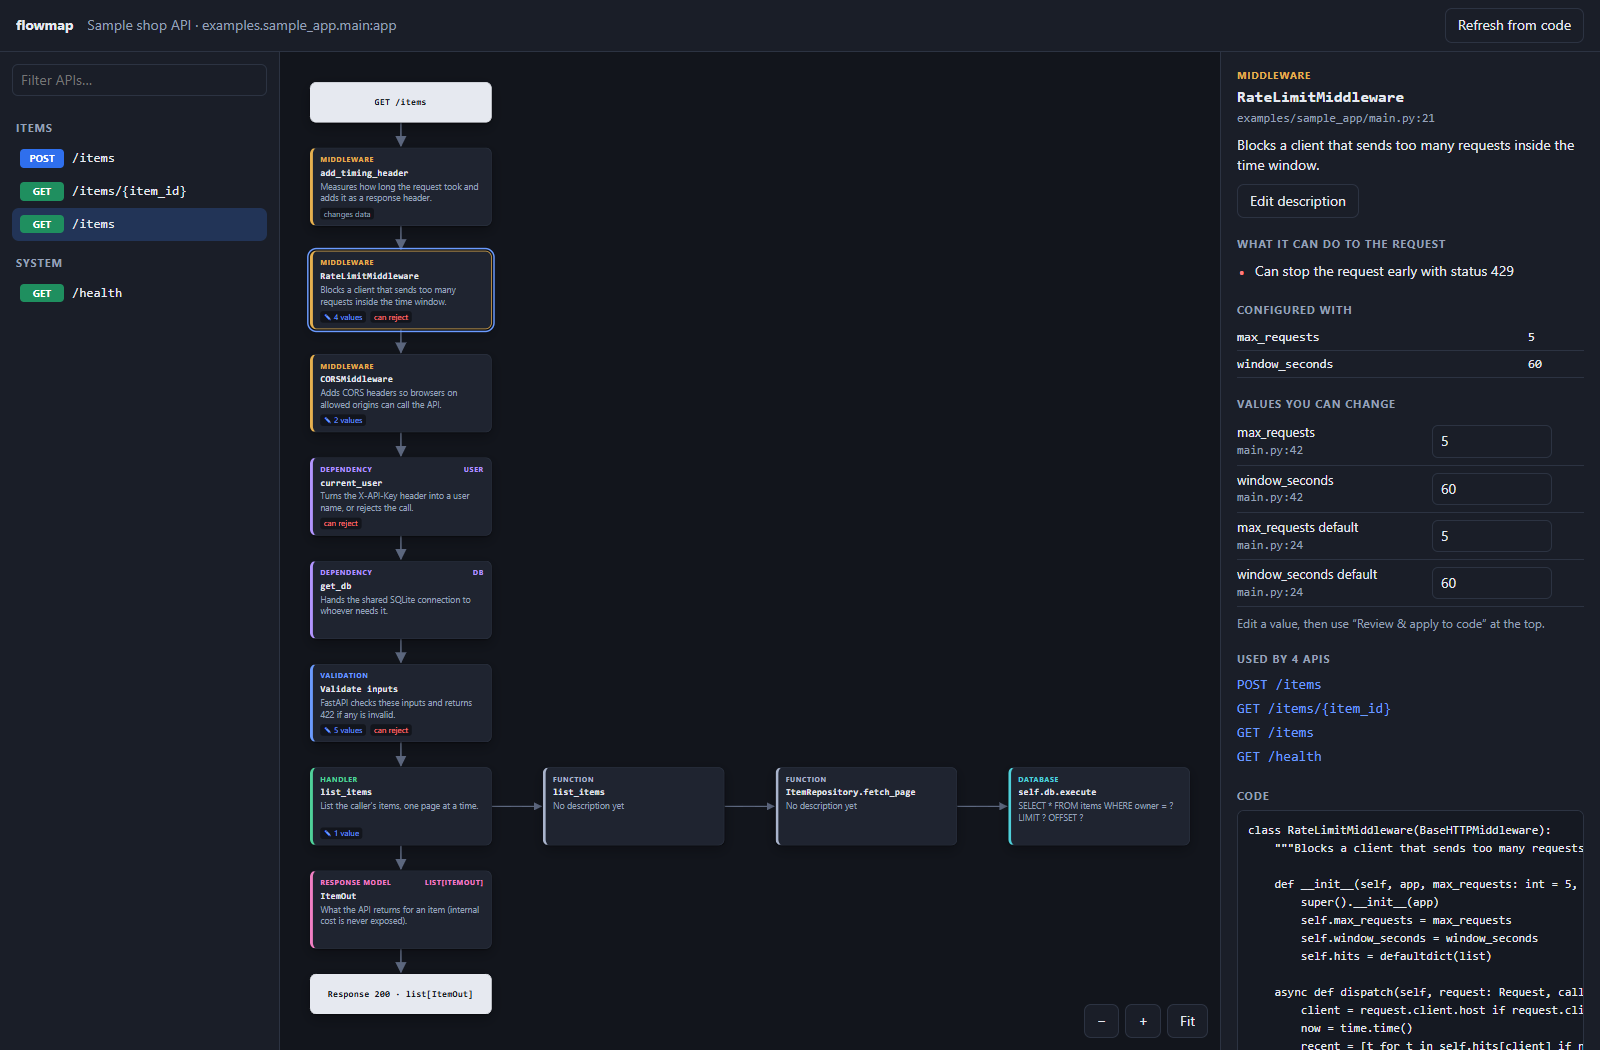 flowmap Sample shop API · examples.sample_app.main:app
Refresh from code
Filter APIs...
ITEMS
POST /items
GET /items/{item_id}
GET /items
SYSTEM
GET /health
GET /items
MIDDLEWARE
add_timing_header
Measures how long the request took and
adds it as a response header.
changes data
MIDDLEWARE
RateLimitMiddleware
Blocks a client that sends too many
requests inside the time window.
4 values can reject
MIDDLEWARE
CORSMiddleware
Adds CORS headers so browsers on
allowed origins can call the API.
2 values
DEPENDENCY USER
current_user
Turns the X-API-Key header into a user
name, or rejects the call.
can reject
DEPENDENCY DB
get_db
Hands the shared SQLite connection to
whoever needs it.
VALIDATION
Validate inputs
FastAPI checks these inputs and returns
422 if any is invalid.
5 values can reject
HANDLER
list_items
List the caller's items, one page at a time.
1 value
FUNCTION
list_items
No description yet
FUNCTION
ItemRepository.fetch_page
No description yet
DATABASE
self.db.execute
SELECT * FROM items WHERE owner = ?
LIMIT ? OFFSET ?
RESPONSE MODEL LIST[ITEMOUT]
ItemOut
What the API returns for an item (internal
cost is never exposed).
Response 200 · list[ItemOut]
− + Fit
MIDDLEWARE
RateLimitMiddleware
examples/sample_app/main.py:21
Blocks a client that sends too many requests inside the
time window.
Edit description
WHAT IT CAN DO TO THE REQUEST
• Can stop the request early with status 429
CONFIGURED WITH
max_requests 5
window_seconds 60
VALUES YOU CAN CHANGE
max_requests 5
main.py:42
window_seconds 60
main.py:42
max_requests default 5
main.py:24
window_seconds default 60
main.py:24
Edit a value, then use “Review & apply to code” at the top.
USED BY 4 APIS
POST /items
GET /items/{item_id}
GET /items
GET /health
CODE
class RateLimitMiddleware(BaseHTTPMiddleware):
"""Blocks a client that sends too many requests
def __init__(self, app, max_requests: int = 5,
super().__init__(app)
self.max_requests = max_requests
self.window_seconds = window_seconds
self.hits = defaultdict(list)
async def dispatch(self, request: Request, call
client = request.client.host if request.cli
now = time.time()
recent = [t for t in self.hits[client] if n